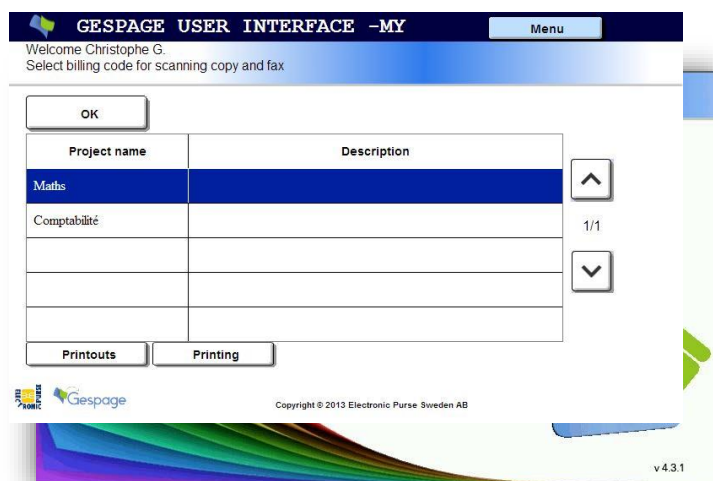 GESPAGE USER INTERFACE –MY
Menu
Welcome Christophe G.
Select billing code for scanning copy and fax
OK
Project name
Description
Maths
Comptabilité
1/1
Printouts
Printing
Gespage
Copyright © 2013 Electronic Purse Sweden AB
v 4.3.1